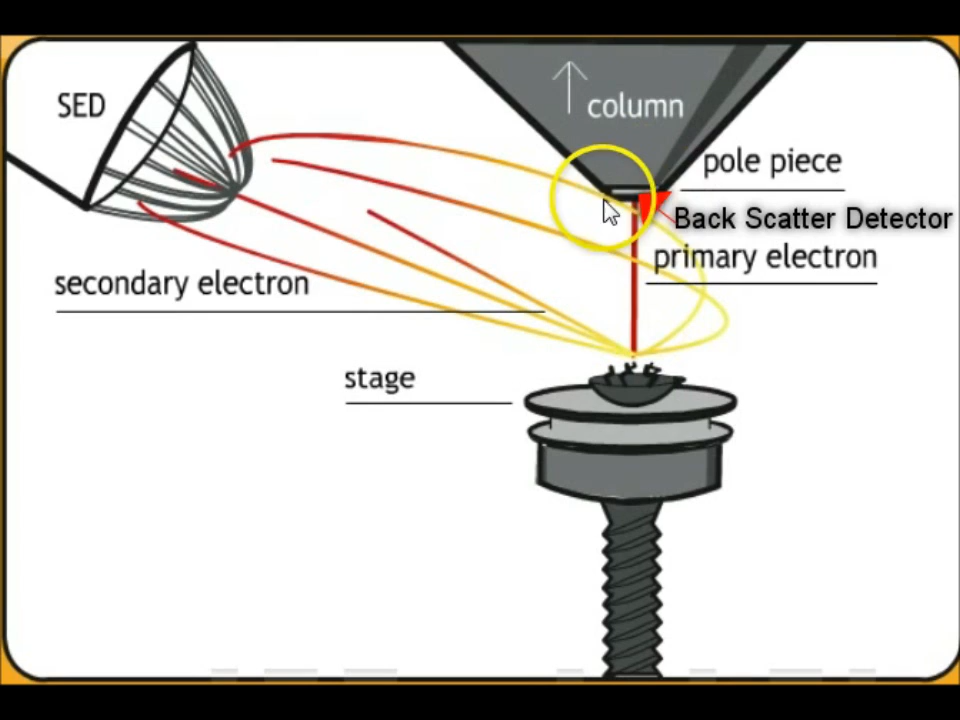 SED
column
pole piece
Back Scatter Detector
primary electron
secondary electron
stage